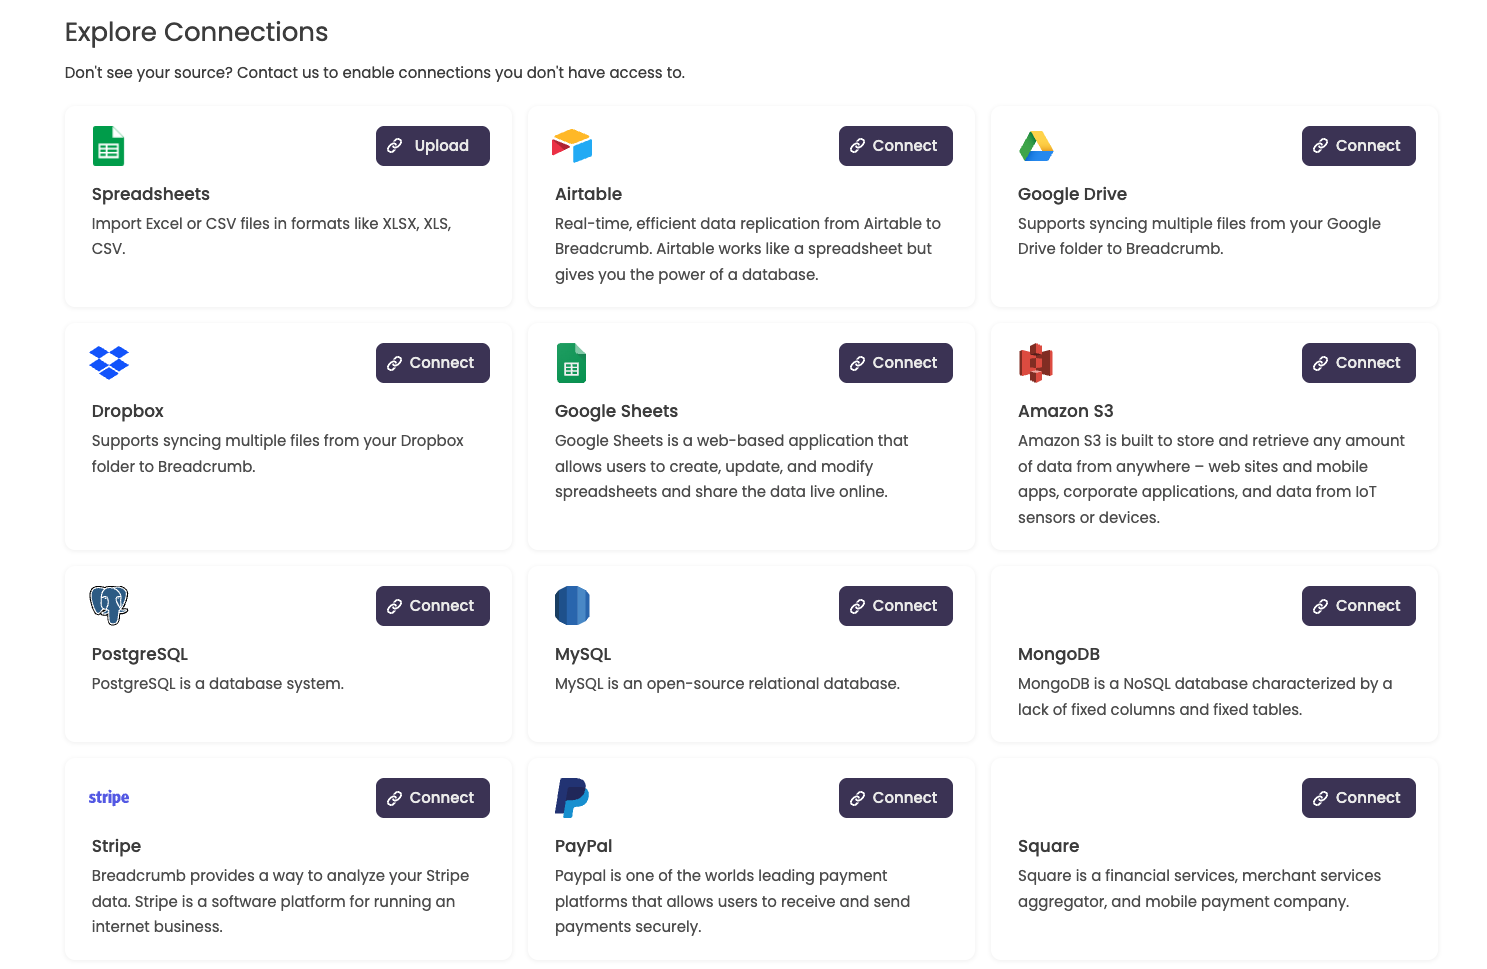 Explore Connections
Don't see your source? Contact us to enable connections you don't have access to.
Upload
Spreadsheets
Import Excel or CSV files in formats like XLSX, XLS,
CSV.
Connect
Airtable
Real-time, efficient data replication from Airtable to
Breadcrumb. Airtable works like a spreadsheet but
gives you the power of a database.
Connect
Google Drive
Supports syncing multiple files from your Google
Drive folder to Breadcrumb.
Connect
Dropbox
Supports syncing multiple files from your Dropbox
folder to Breadcrumb.
Connect
Google Sheets
Google Sheets is a web-based application that
allows users to create, update, and modify
spreadsheets and share the data live online.
Connect
Amazon S3
Amazon S3 is built to store and retrieve any amount
of data from anywhere – web sites and mobile
apps, corporate applications, and data from IoT
sensors or devices.
Connect
PostgreSQL
PostgreSQL is a database system.
Connect
MySQL
MySQL is an open-source relational database.
Connect
MongoDB
MongoDB is a NoSQL database characterized by a
lack of fixed columns and fixed tables.
stripe
Connect
Stripe
Breadcrumb provides a way to analyze your Stripe
data. Stripe is a software platform for running an
internet business.
Connect
PayPal
Paypal is one of the worlds leading payment
platforms that allows users to receive and send
payments securely.
Connect
Square
Square is a financial services, merchant services
aggregator, and mobile payment company.